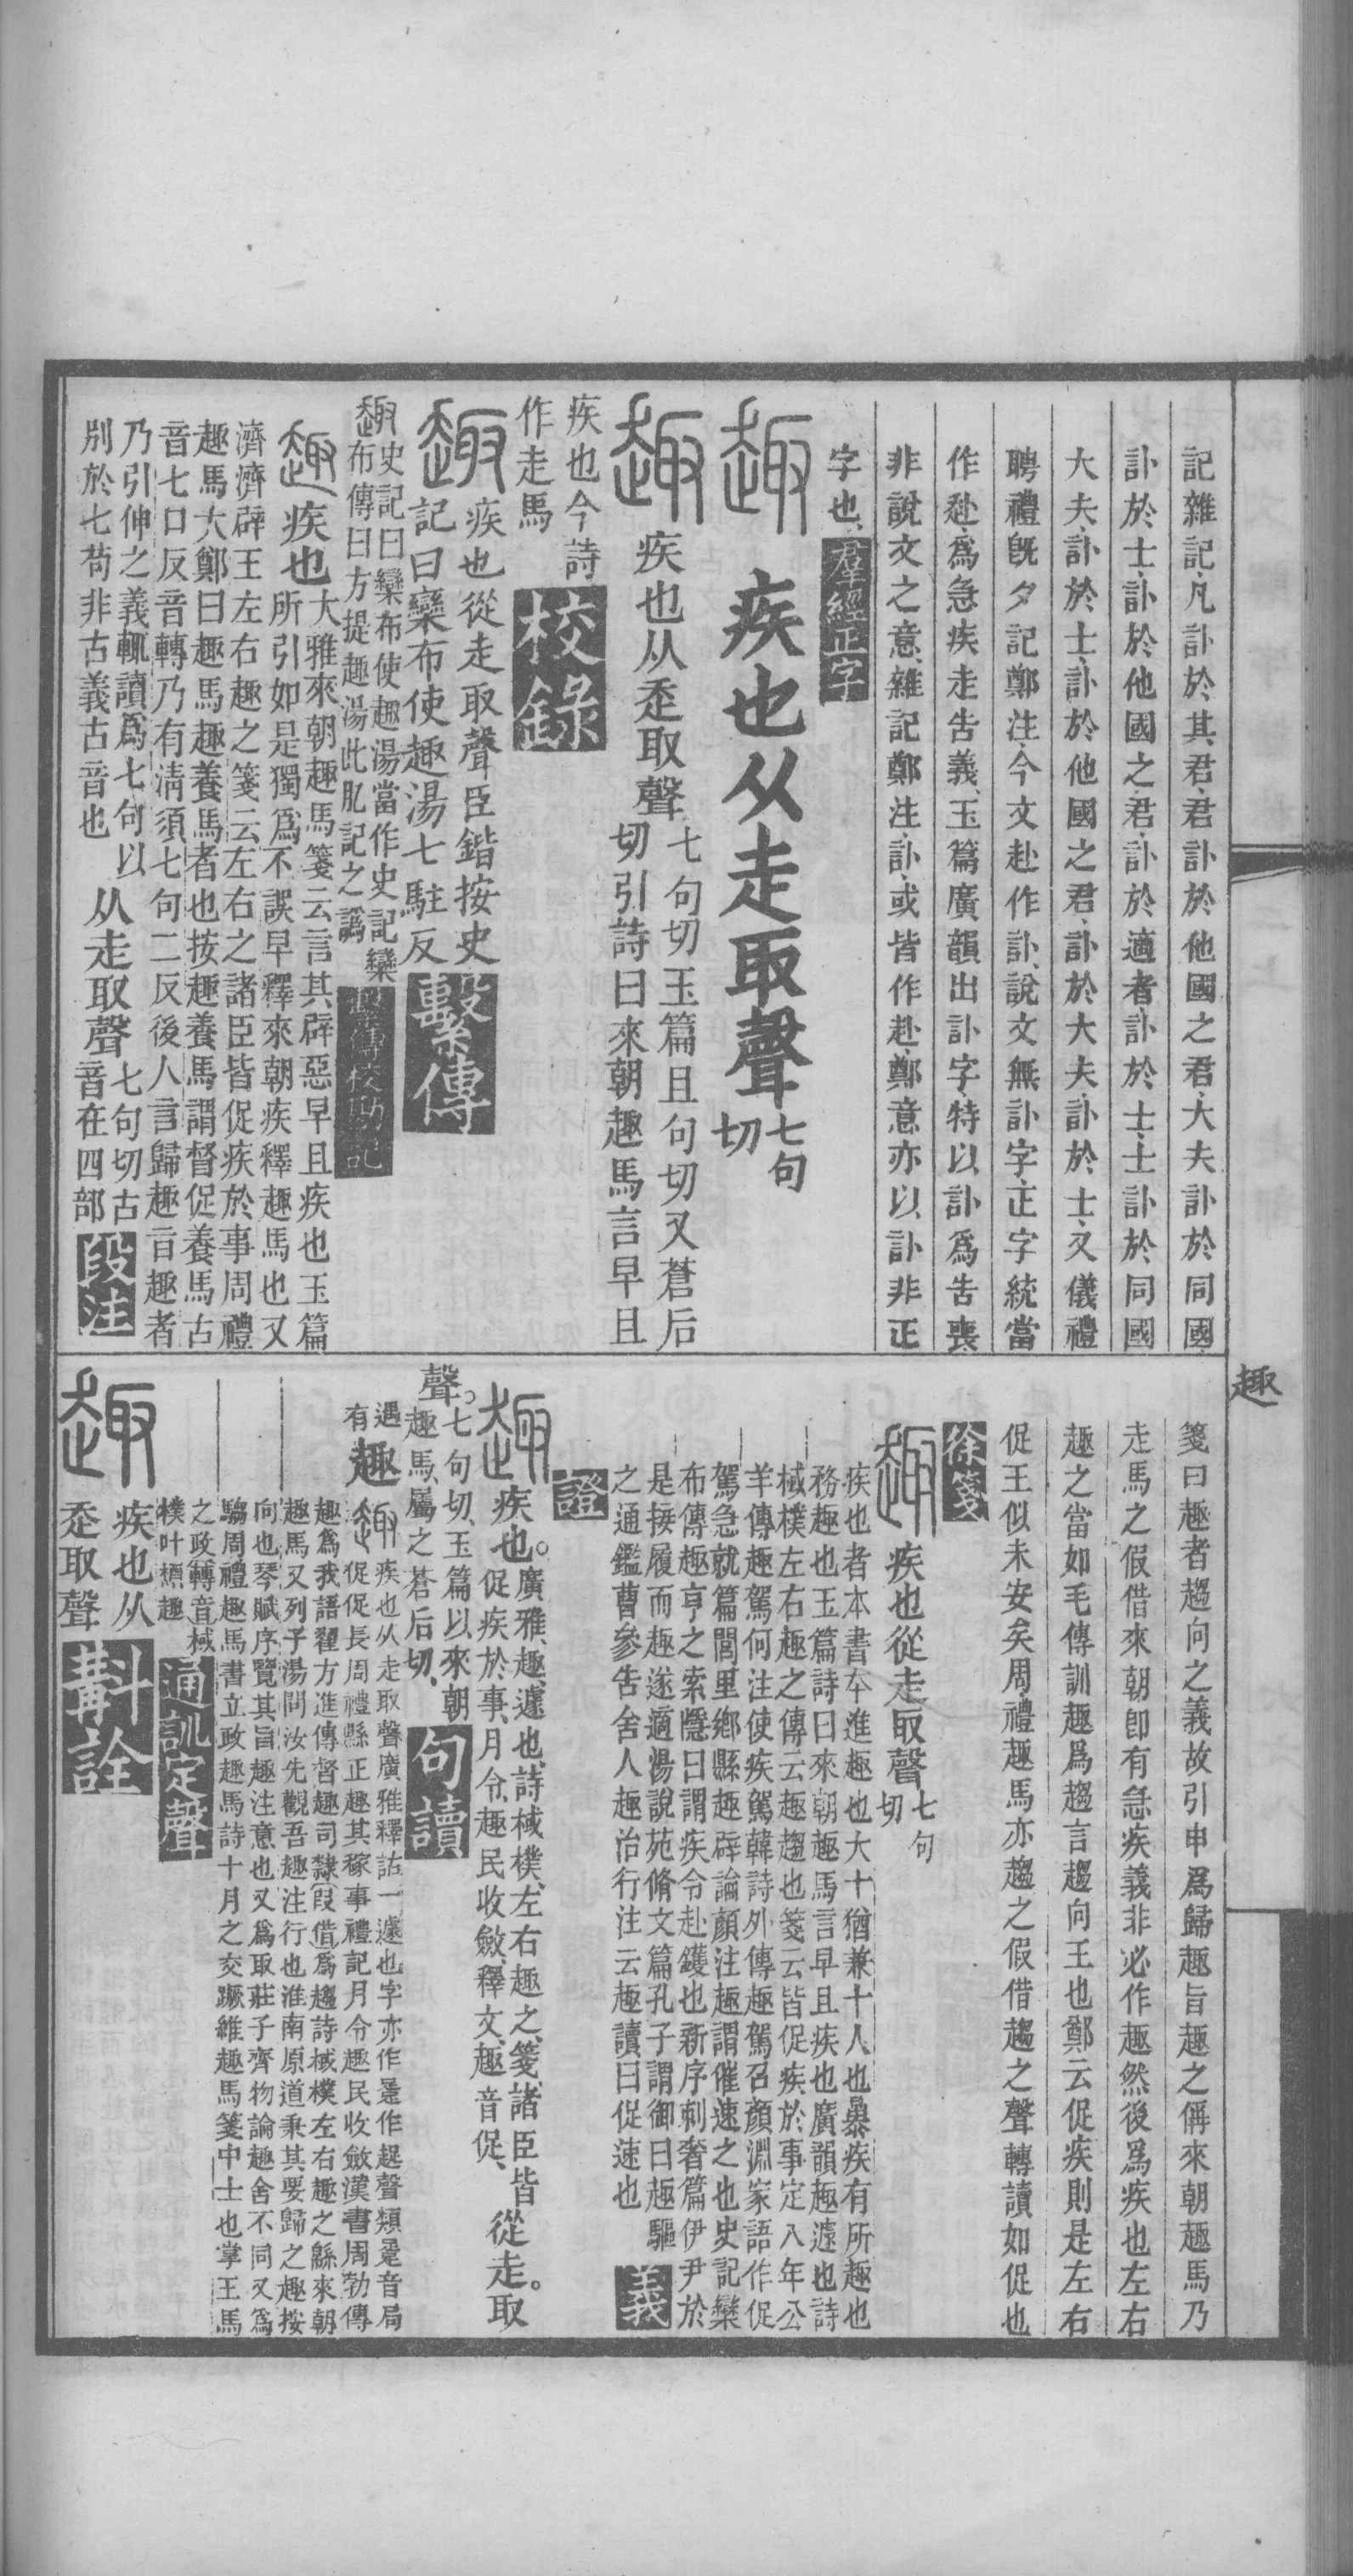 記雜記、凡訃於其君、君訃於他國之君、大夫訃於同國、
訃於士、訃於他國之君、訃於適者、訃於士、士訃於同國
大夫、訃於士、訃於他國之君、訃於大夫、訃於士、又儀禮
聘禮旣夕記鄭注、今文赴作訃、說文無訃字、正字統當
作赴、爲急疾走告義、玉篇廣韻出訃字、特以訃爲告喪
非說文之意、雜記鄭注、訃、或皆作赴、鄭意亦以訃非正
字也、羣經正字
趣 疾也从走取聲七句
切
趣 疾也从赱取聲七句切玉篇且句切又蒼后
切引詩曰來朝趣馬言早且
疾也今詩
作走馬 校錄
趣 疾也從走取聲臣鍇按史
記曰欒布使趣湯七駐反 繫傳
趣史記曰欒布使趣湯當作史記欒
布傳曰方提趣湯此肊記之譌 繫傳校勘記
趣 疾也大雅來朝趣馬箋云言其辟惡早且疾也玉篇
所引如是獨爲不誤早釋來朝疾釋趣馬也又
濟濟辟王左右趣之箋云左右之諸臣皆促疾於事周禮
趣馬大鄭曰趣馬趣養馬者也按趣養馬謂督促養馬古
音七口反音轉乃有淸須七句二反後人言歸趣言趣者
乃引伸之義輒讀爲七句以
別於七苟非古義古音也 从走取聲七句切古
音在四部 段注
趣
箋曰趣者趨向之義故引申爲歸趣旨趣之偁來朝趣馬乃
走馬之假借來朝卽有急疾義非必作趣然後爲疾也左右
趣之當如毛傳訓趣爲趨言趨向王也鄭云促疾則是左右
促王似未安矣周禮趣馬亦趨之假借趨之聲轉讀如促也
徐箋
趣 疾也從走取聲七句
切
疾也者本書夲進趣也大十猶兼十人也㬥疾有所趣也
務趣也玉篇詩曰來朝趣馬言早且疾也廣韻趣遽也詩
棫樸左右趣之傳云趣趨也箋云皆促疾於事定八年公
羊傳趣駕何注使疾駕韓詩外傳趣駕召顏淵家語作促
駕急就篇閭里鄉縣趣辟論顏注趣謂催速之也史記欒
布傳趣亨之索隱曰謂疾令赴鑊也新序刺奢篇伊尹於
是接履而趣遂適湯說苑脩文篇孔子謂御曰趣驅
之通鑑曹參告舍人趣治行注云趣讀曰促速也 義
證
趣 疾也。廣雅、趣、遽也、詩棫樸、左右趣之、箋、諸臣皆
促疾於事、月令、趣民收斂、釋文、趣音促、從走。取
聲。七句切、玉篇以來朝
趣馬、屬之蒼后切、 句讀
遇
有 趣 趣疾也从走取聲廣雅釋詁一遽也字亦作𨗇作起聲類𨗇音局
促促長周禮縣正趣其稼事禮記月令趣民收斂漢書周勃傳
趣爲我語翟方進傳督趣司隸〔叚借〕爲趨詩棫樸左右趣之緜來朝
趣馬又列子湯問汝先觀吾趣注行也淮南原道秉其要歸之趣按
向也琴賦序覽其旨趣注意也又爲取莊子齊物論趣舍不同又爲
騶周禮趣馬書立政趣馬詩十月之交蹶維趣馬箋中士也掌王馬
之政〔轉音〕棫
樸叶槱趣 通訓定聲
趣 疾也从
赱取聲 斠詮